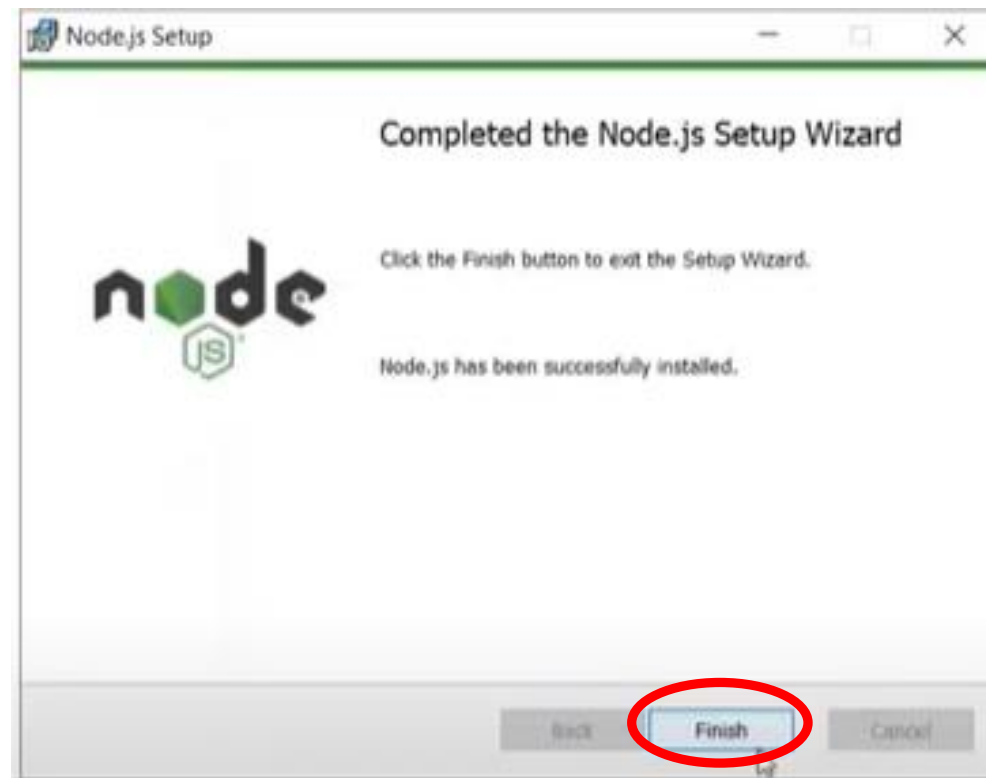 Node.js Setup
Completed the Node.js Setup Wizard
Click the Finish button to exit the Setup Wizard.
node
JS
Node.js has been successfully installed.
Back
Finish
Cancel